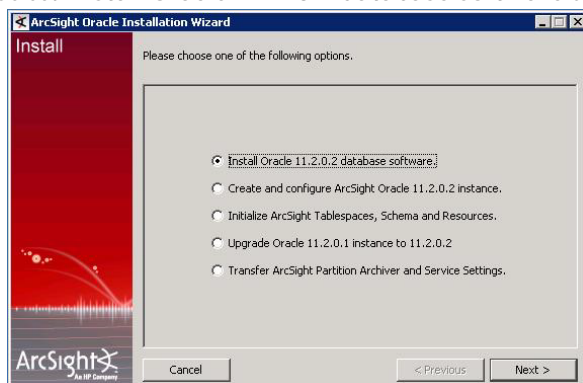 ArcSight Oracle Installation Wizard
Install
Please choose one of the following options.
Install Oracle 11.2.0.2 database software.
Create and configure ArcSight Oracle 11.2.0.2 instance.
Initialize ArcSight Tablespaces, Schema and Resources.
Upgrade Oracle 11.2.0.1 instance to 11.2.0.2
Transfer ArcSight Partition Archiver and Service Settings.
ArcSight
An HP Company
Cancel
< Previous
Next >